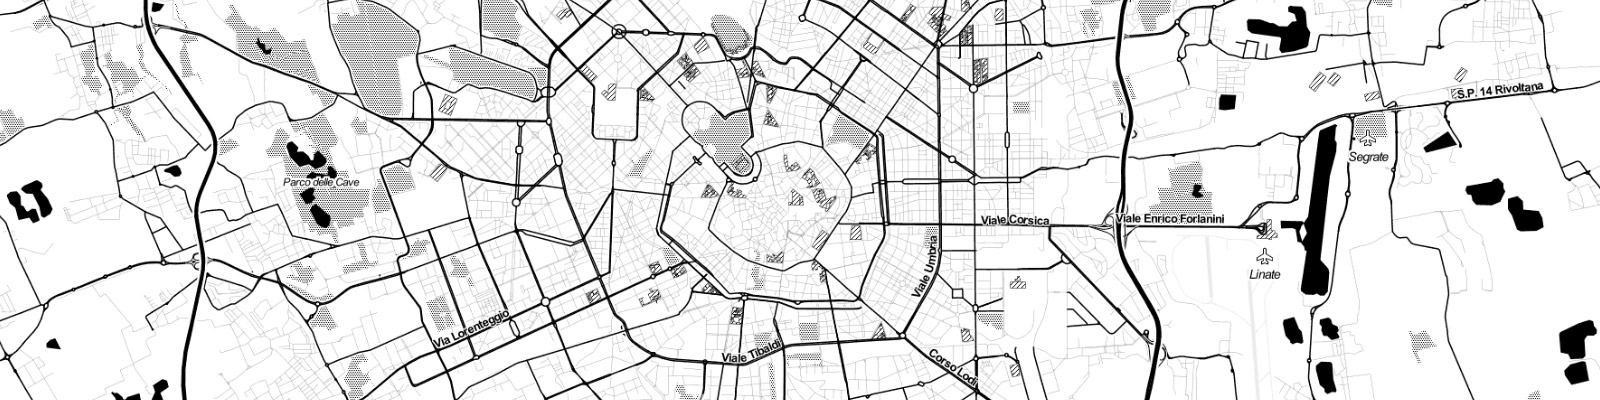 S.P. 14 Rivoltana
Segrate
Parco delle Cave
Viale Corsica
Viale Enrico Forlanini
Viale Umbria
Linate
Via Lorenteggio
Viale Tibaldi
Corso Lodi